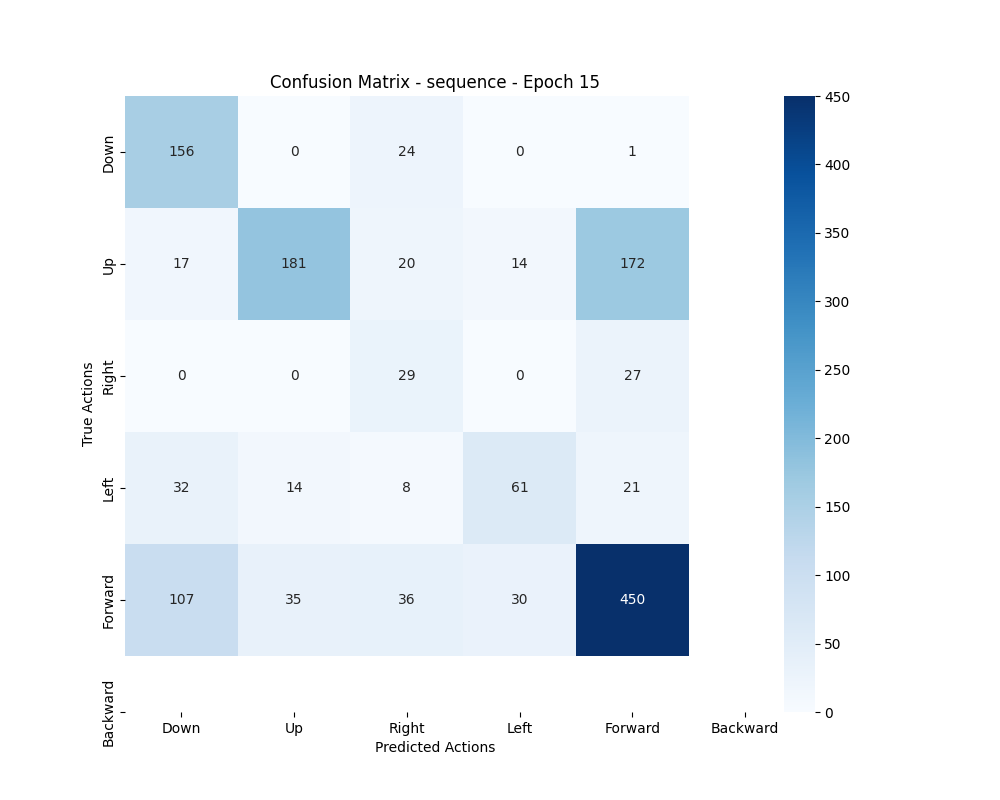 Confusion Matrix - sequence - Epoch 15
450
Down 156 0 24 0 1
400
350
Up 17 181 20 14 172
300
True Actions
Right 0 0 29 0 27
250
200
Left 32 14 8 61 21
150
100
Forward 107 35 36 30 450
50
Backward
0
Down Up Right Left Forward Backward
Predicted Actions